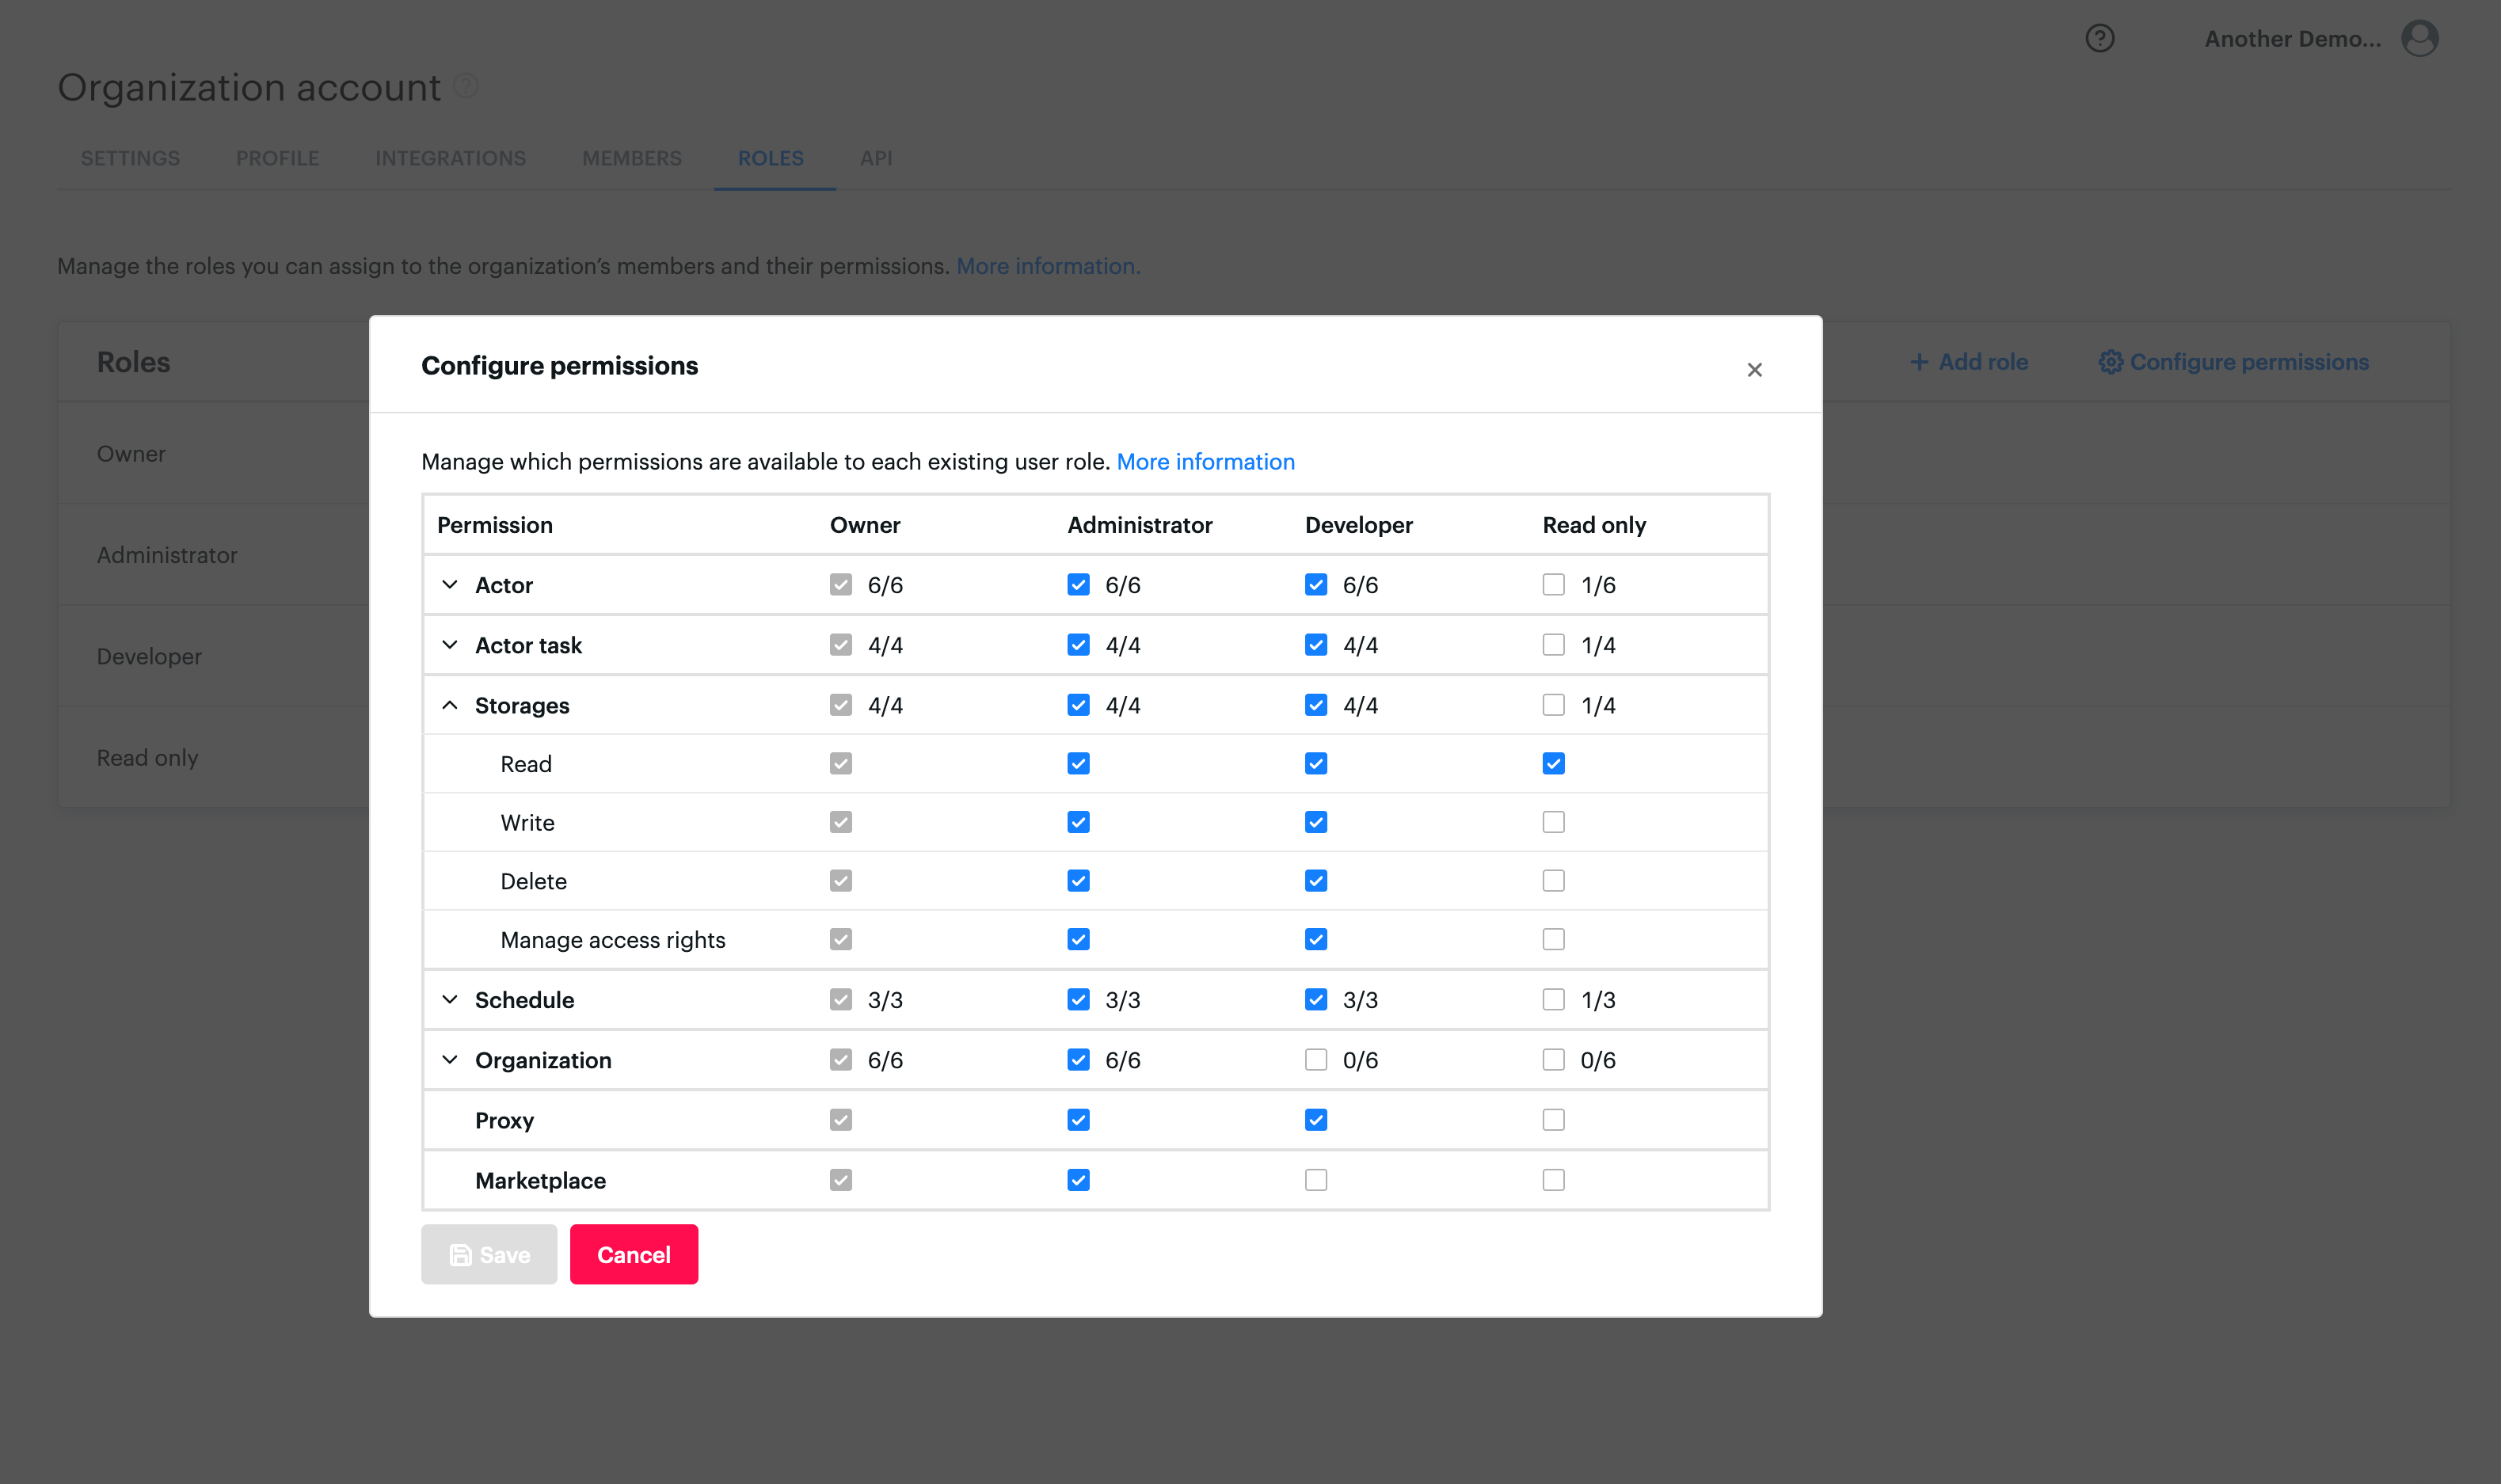 Another Demo...
Organization account
SETTINGS PROFILE INTEGRATIONS MEMBERS ROLES API
Manage the roles you can assign to the organization’s members and their permissions. More information.
Roles
+ Add role Configure permissions
Owner
Administrator
Developer
Read only
Configure permissions
Manage which permissions are available to each existing user role. More information
Permission Owner Administrator Developer Read only
Actor 6/6 6/6 6/6 1/6
Actor task 4/4 4/4 4/4 1/4
Storages 4/4 4/4 4/4 1/4
Read
Write
Delete
Manage access rights
Schedule 3/3 3/3 3/3 1/3
Organization 6/6 6/6 0/6 0/6
Proxy
Marketplace
Save Cancel